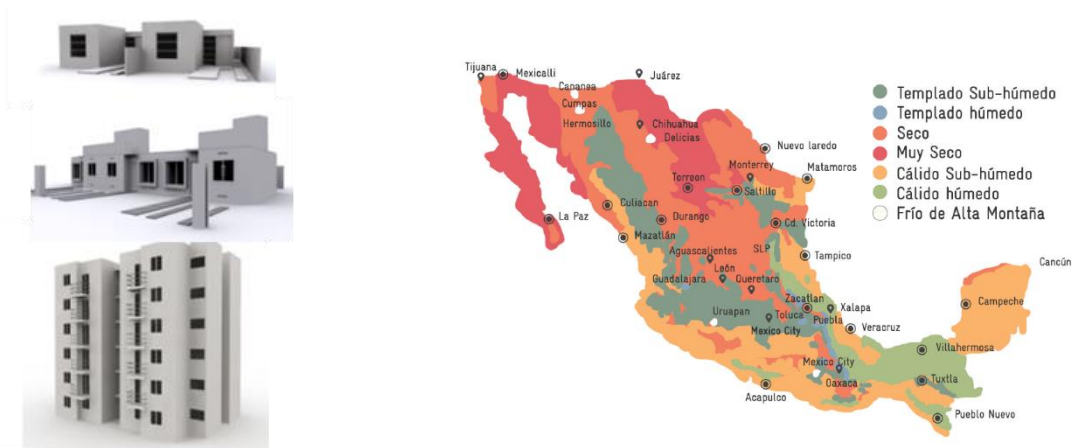 Tijuana
Mexicalli
Juárez
Cananea
Cumpas
Hermosillo
Chihuahua
Delicias
Nuevo laredo
Monterrey
Matamoros
Torreon
Saltillo
La Paz
Culiacan
Durango
Cd. Victoria
Mazatlán
Aguascalientes
SLP
Tampico
León
Guadalajara
Queretaro
Cancún
Zacatlan
Xalapa
Campeche
Uruapan
Toluca
Puebla
Mexico City
Veracruz
Villahermosa
Mexico City
Oaxaca
Tuxtla
Acapulco
Pueblo Nuevo
Templado Sub-húmedo
Templado húmedo
Seco
Muy Seco
Cálido Sub-húmedo
Cálido húmedo
Frío de Alta Montaña